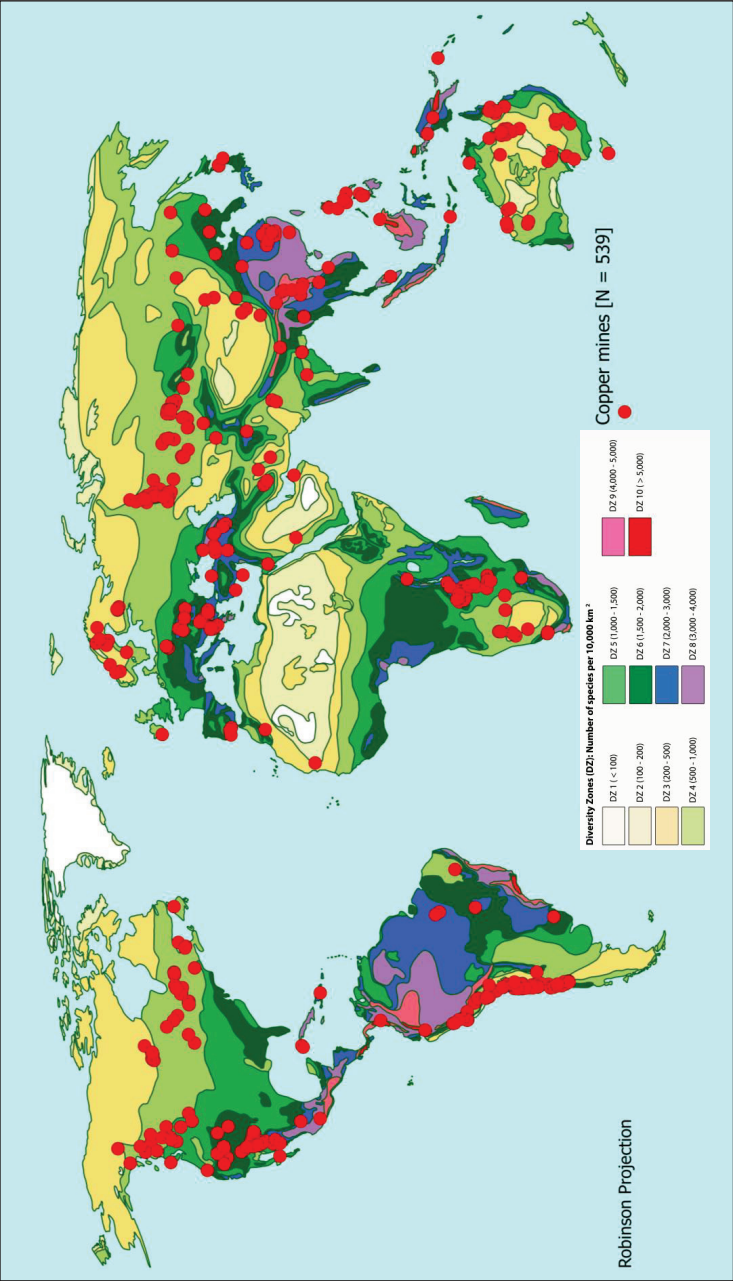 Copper mines [N = 539]
Diversity Zones (DZ): Number of species per 10,000 km²
DZ 1 ( < 100)
DZ 2 (100 - 200)
DZ 3 (200 - 500)
DZ 4 (500 - 1,000)
DZ 5 (1,000 - 1,500)
DZ 6 (1,500 - 2,000)
DZ 7 (2,000 - 3,000)
DZ 8 (3,000 - 4,000)
DZ 9 (4,000 - 5,000)
DZ 10 ( > 5,000)
Robinson Projection